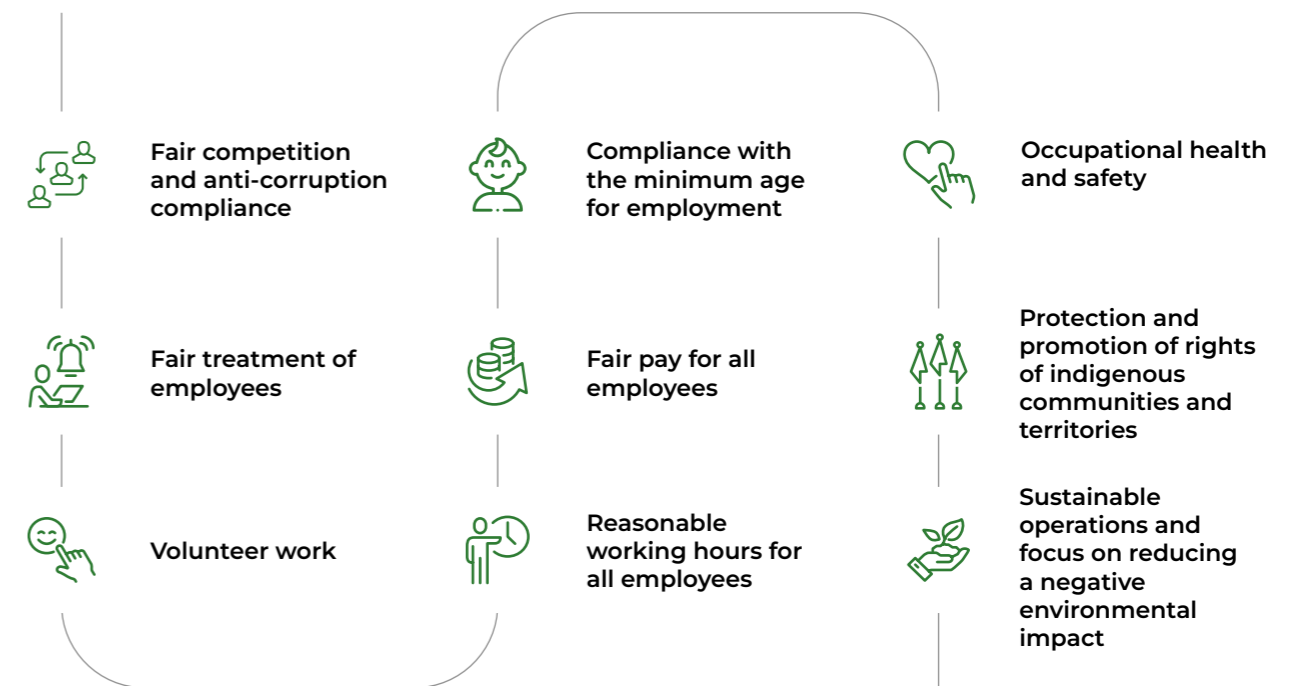 Fair competition
and anti-corruption
compliance
Fair treatment of
employees
Volunteer work
Reasonable
working hours for
all employees
Fair pay for all
employees
Compliance with
the minimum age
for employment
Occupational health
and safety
Protection and
promotion of rights
of indigenous
communities and
territories
Sustainable
operations and
focus on reducing
a negative
environmental
impact